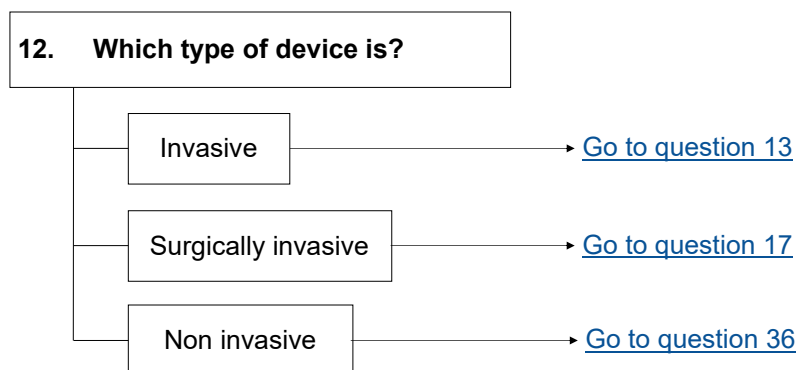 12. Which type of device is?
Invasive
Go to question 13
Surgically invasive
Go to question 17
Non invasive
Go to question 36